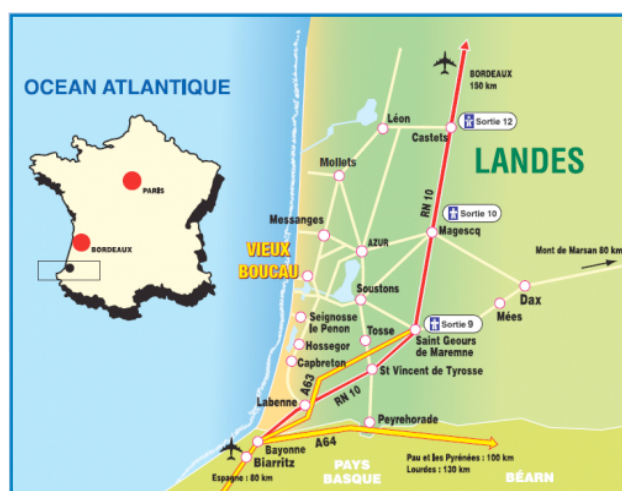 OCEAN ATLANTIQUE
PARÍS
BORDEAUX
BORDEAUX
150 km
Léon
Castets
Sortie 12
LANDES
Moliets
RN 10
Sortie 10
Messanges
AZUR
Magescq
VIEUX
BOUCAU
Mont de Marsan 80 km
Soustons
Dax
Mées
Seignosse
le Penon
Tosse
Sortie 9
Saint Geours
de Maremne
Hossegor
Capbreton
A63
St Vincent de Tyrosse
RN 10
Labenne
Peyrehorade
A64
Bayonne
Biarritz
Espagne : 80 km
PAYS
BASQUE
Pau et les Pyrénées : 100 km
Lourdes : 130 km
BÉARN